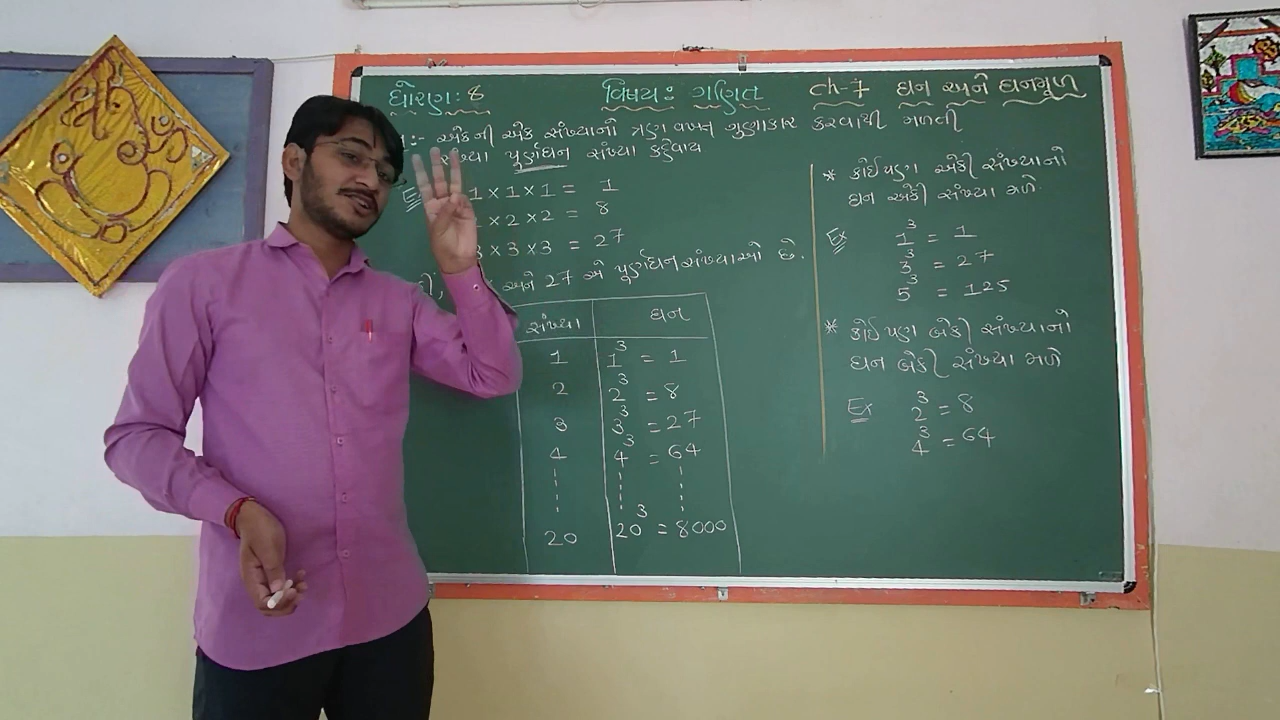 ધોરણ: ૪ વિષય: ગણિત ch-7 ઘન અને ઘનમૂળ
એકની એક સંખ્યાનો ત્રણ વખત ગુણાકાર કરવાથી મળતી
સંખ્યા પૂર્ણઘન સંખ્યા કહેવાય
1 × 1 × 1 = 1
× 2 × 2 = 8
3 × 3 × 3 = 27
અને 27 એ પૂર્ણઘન સંખ્યાઓ છે.
સંખ્યા ઘન
1 1³ = 1
2 2³ = 8
3 3³ = 27
4 4³ = 64
20 20³ = 8000
* કોઈપણ એકી સંખ્યાનો
ઘન એકી સંખ્યા મળે.
Ex 1³ = 1
3³ = 27
5³ = 125
* કોઈપણ બેકી સંખ્યાનો
ઘન બેકી સંખ્યા મળે
Ex 2³ = 8
4³ = 64